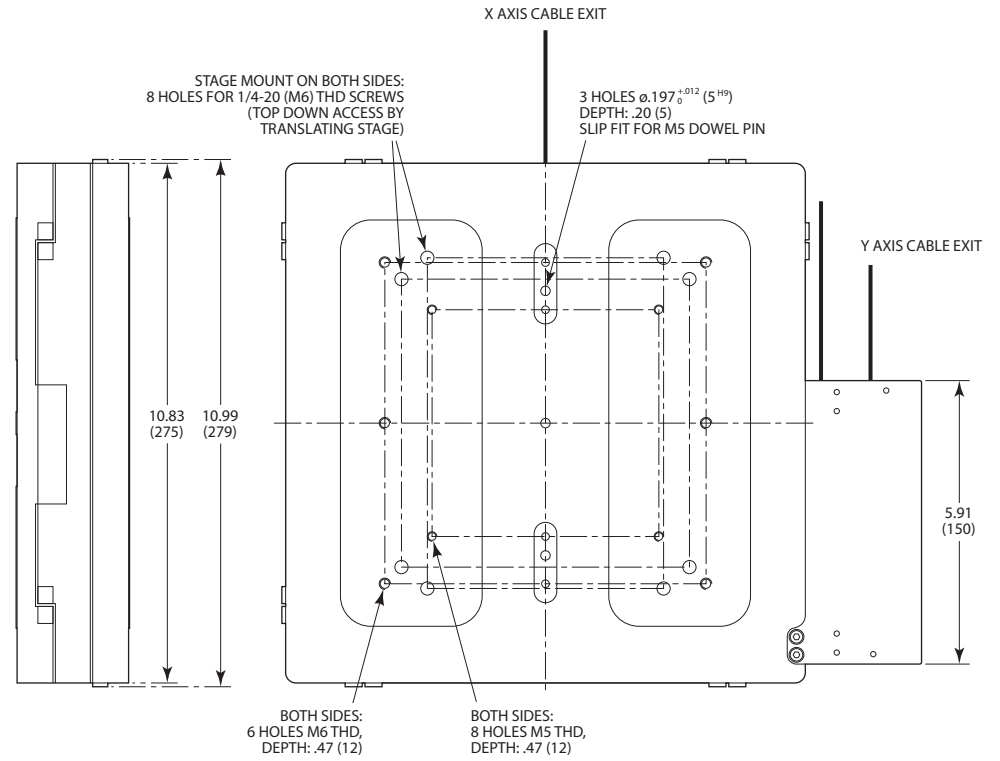 X AXIS CABLE EXIT
STAGE MOUNT ON BOTH SIDES:
8 HOLES FOR 1/4-20 (M6) THD SCREWS
(TOP DOWN ACCESS BY
TRANSLATING STAGE)
3 HOLES ø.197 +.012 0 (5 H9)
DEPTH: .20 (5)
SLIP FIT FOR M5 DOWEL PIN
Y AXIS CABLE EXIT
10.83
(275)
10.99
(279)
5.91
(150)
BOTH SIDES:
6 HOLES M6 THD,
DEPTH: .47 (12)
BOTH SIDES:
8 HOLES M5 THD,
DEPTH: .47 (12)